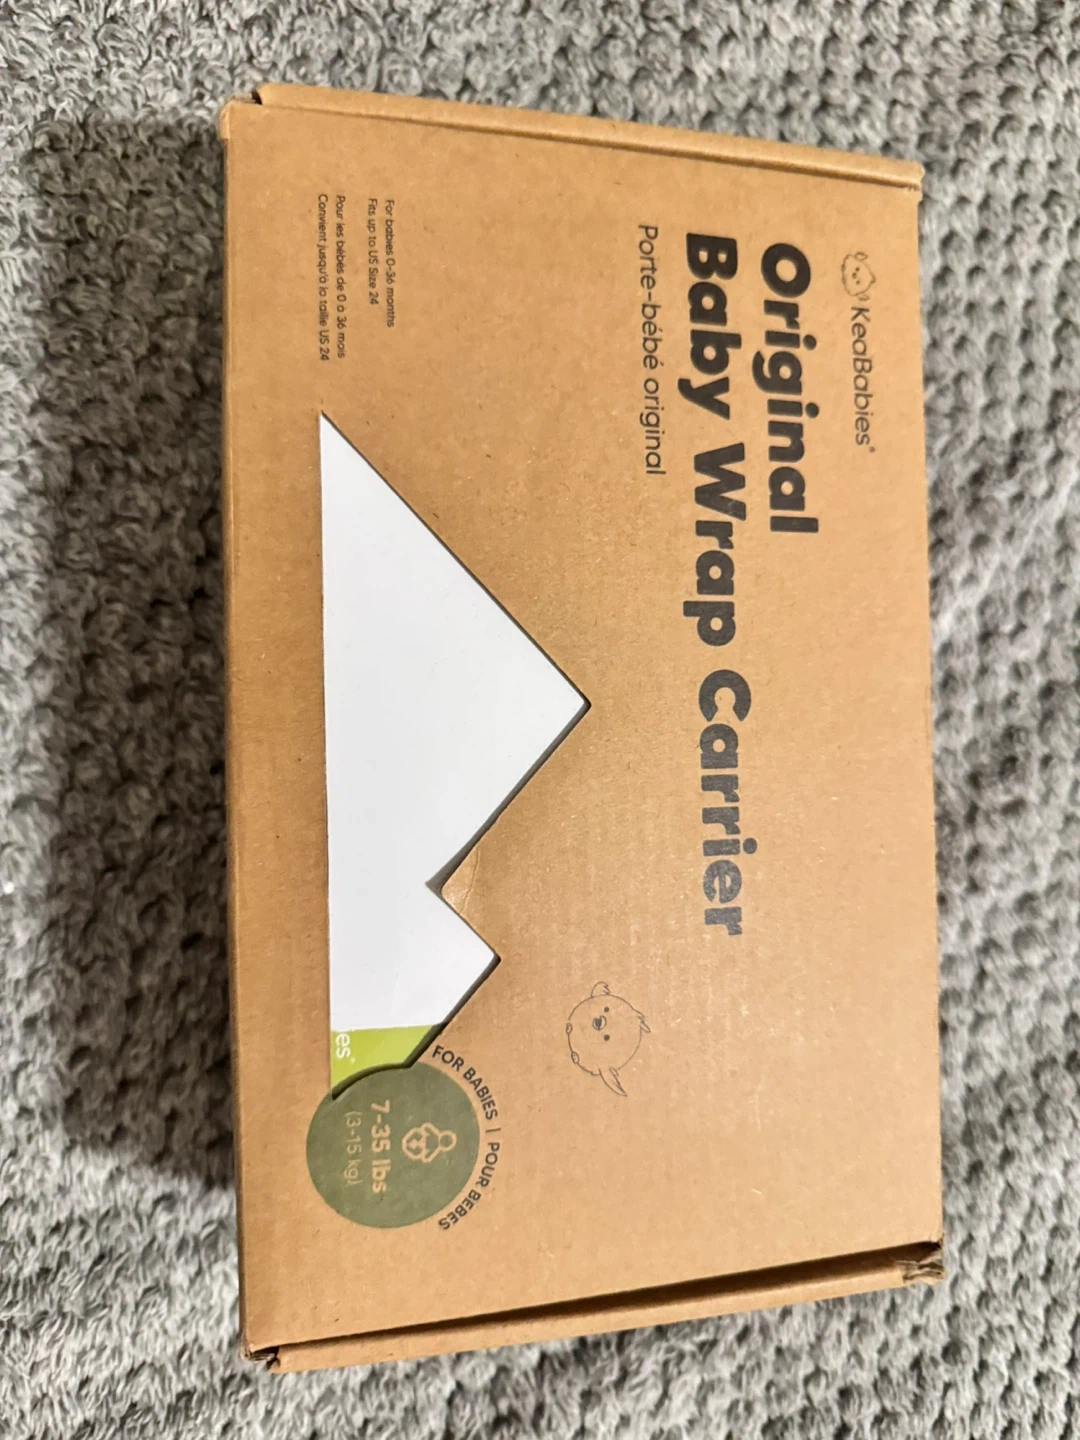 KeaBabies®
Original
Baby Wrap Carrier
Porte-bébé original
For babies 0-36 months
Fits up to US Size 24
Pour les bébés de 0 à 36 mois
Convient jusqu'à la taille US 24
es®
FOR BABIES | POUR BEBES
7-35 lbs
(3-15 kg)